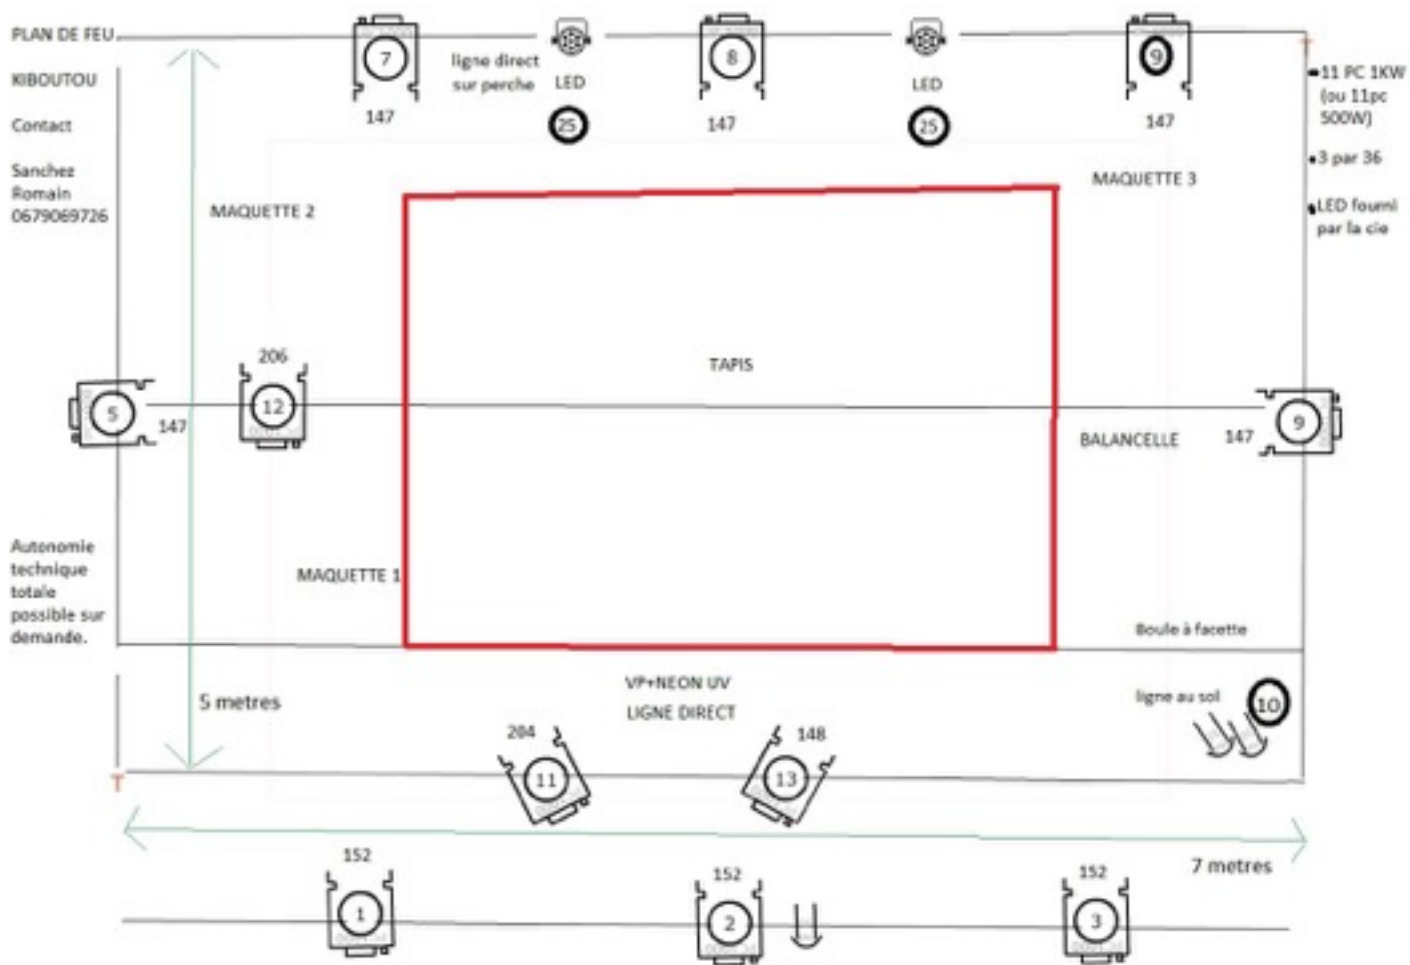 PLAN DE FEU
KIBOUTOU
Contact
Sanchez
Romain
0679069726
7
147
ligne direct
sur perche
LED
25
8
147
LED
25
9
147
T
11 PC 1KW
(ou 11pc
500W)
3 par 36
LED fourni
par la cie
MAQUETTE 2
MAQUETTE 3
206
12
5
147
TAPIS
BALANCELLE
147
9
Autonomie
technique
totale
possible sur
demande.
MAQUETTE 1
Boule à facette
5 metres
VP+NEON UV
LIGNE DIRECT
ligne au sol
10
204
11
148
13
T
7 metres
152
1
152
2
152
3